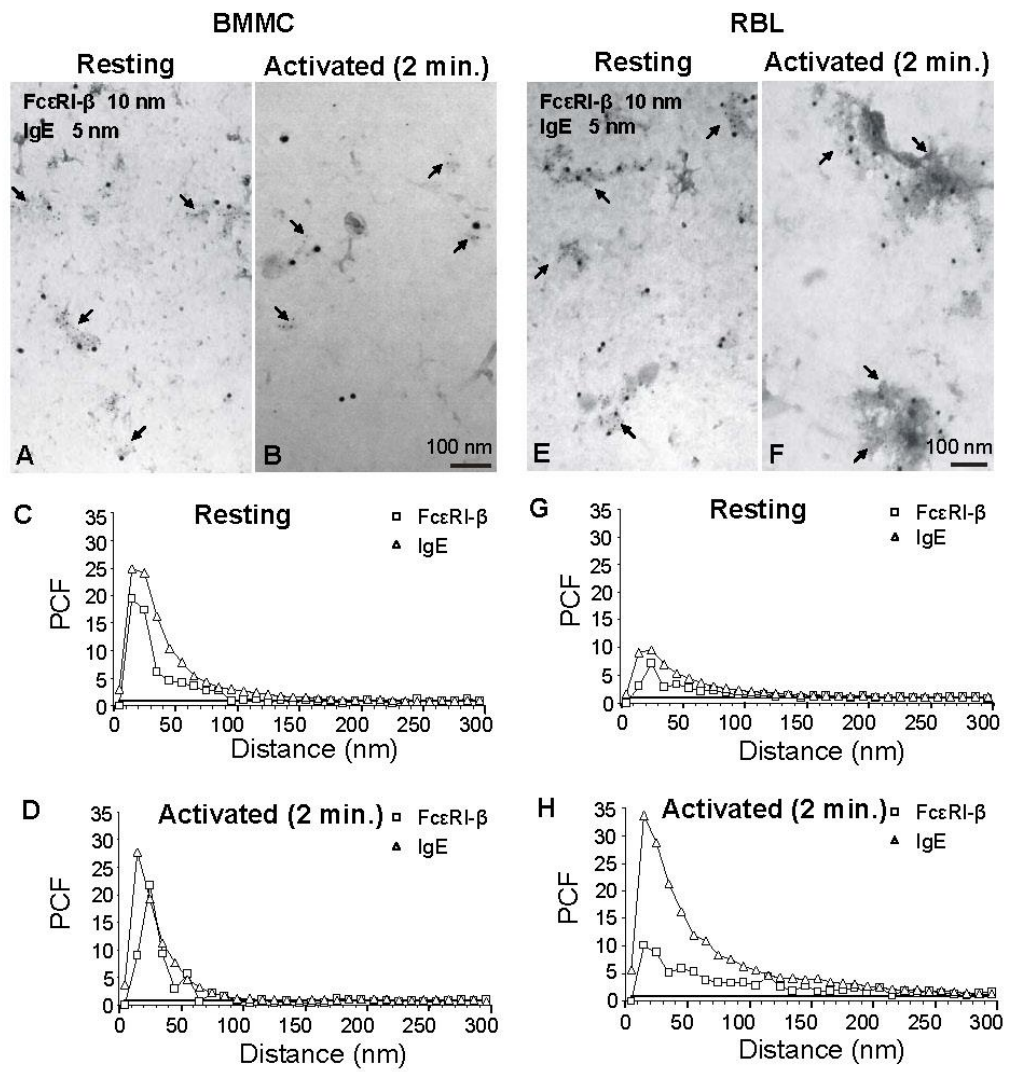 BMMC
RBL
Resting
Activated (2 min.)
Resting
Activated (2 min.)
FcεRI-β 10 nm
IgE 5 nm
FcεRI-β 10 nm
IgE 5 nm
A
B
100 nm
E
F
100 nm
C
Resting
FcεRI-β
IgE
35
30
25
20
15
10
5
0
PCF
0 50 100 150 200 250 300
Distance (nm)
G
Resting
FcεRI-β
IgE
35
30
25
20
15
10
5
0
PCF
0 50 100 150 200 250 300
Distance (nm)
D
Activated (2 min.)
FcεRI-β
IgE
35
30
25
20
15
10
5
0
PCF
0 50 100 150 200 250 300
Distance (nm)
H
Activated (2 min.)
FcεRI-β
IgE
35
30
25
20
15
10
5
0
PCF
0 50 100 150 200 250 300
Distance (nm)